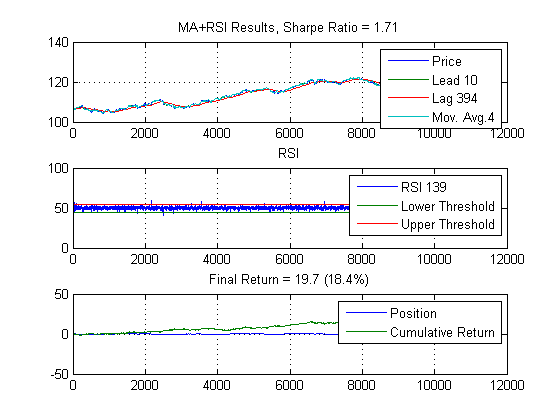 MA+RSI Results, Sharpe Ratio = 1.71
140
120
100
Price
Lead 10
Lag 394
Mov. Avg.4
0 2000 4000 6000 8000 10000 12000
RSI
100
50
0
RSI 139
Lower Threshold
Upper Threshold
0 2000 4000 6000 8000 10000 12000
Final Return = 19.7 (18.4%)
50
0
-50
Position
Cumulative Return
0 2000 4000 6000 8000 10000 12000